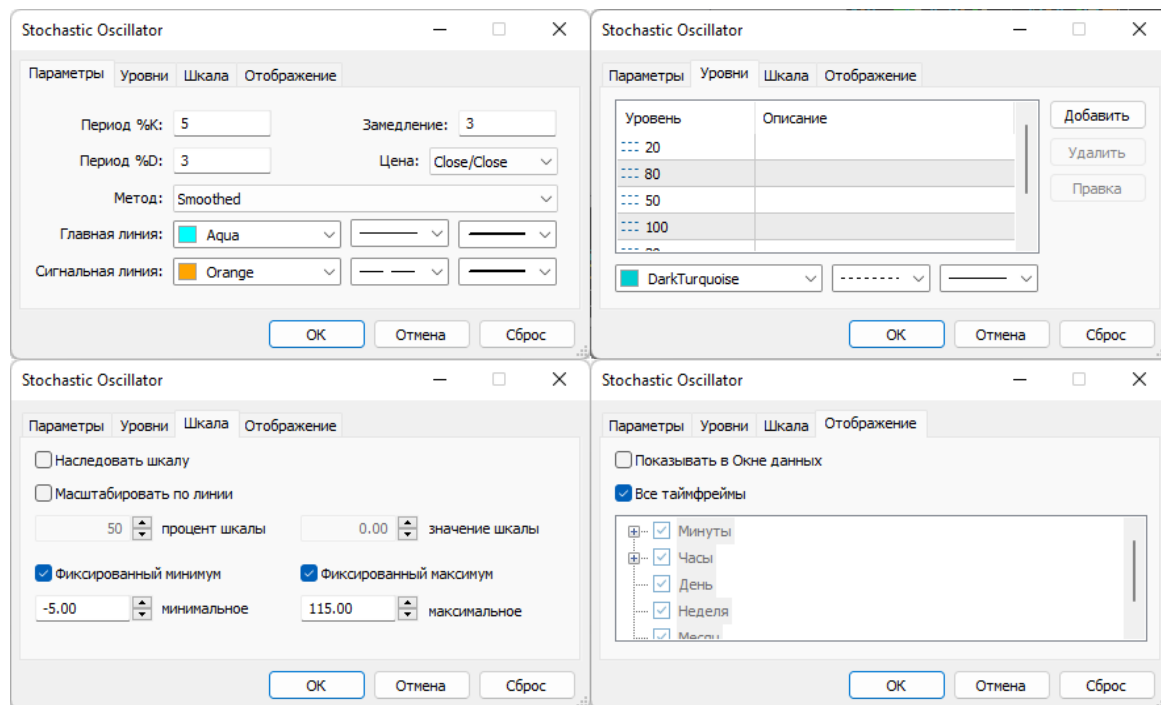 Stochastic Oscillator
Параметры Уровни Шкала Отображение
Период %K: 5 Замедление: 3
Период %D: 3 Цена: Close/Close
Метод: Smoothed
Главная линия: Aqua
Сигнальная линия: Orange
OK Отмена Сброс
Stochastic Oscillator
Параметры Уровни Шкала Отображение
Уровень Описание Добавить
20
Удалить
80
Правка
50
100
DarkTurquoise
OK Отмена Сброс
Stochastic Oscillator
Параметры Уровни Шкала Отображение
Наследовать шкалу
Масштабировать по линии
50 процент шкалы 0.00 значение шкалы
Фиксированный минимум Фиксированный максимум
-5.00 минимальное 115.00 максимальное
OK Отмена Сброс
Stochastic Oscillator
Параметры Уровни Шкала Отображение
Показывать в Окне данных
Все таймфреймы
Минуты
Часы
День
Неделя
OK Отмена Сброс